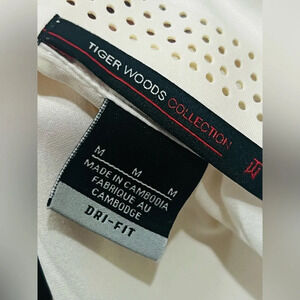 TIGER WOODS COLLECTION
M M M
MADE IN CAMBODIA
FABRIQUE AU
CAMBODGE
DRI-FIT